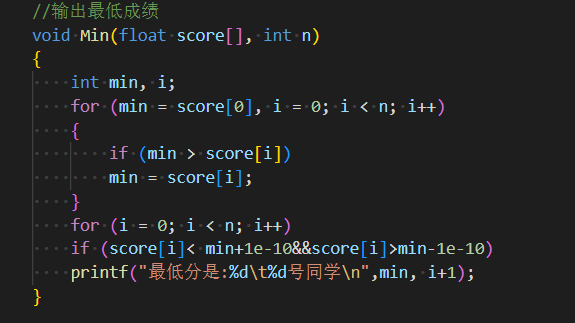 //输出最低成绩
void Min(float score[], int n)
{
int min, i;
for (min = score[0], i = 0; i < n; i++)
{
if (min > score[i])
min = score[i];
}
for (i = 0; i < n; i++)
if (score[i]< min+1e-10&&score[i]>min-1e-10)
printf("最低分是:%d\t%d号同学\n",min, i+1);
}